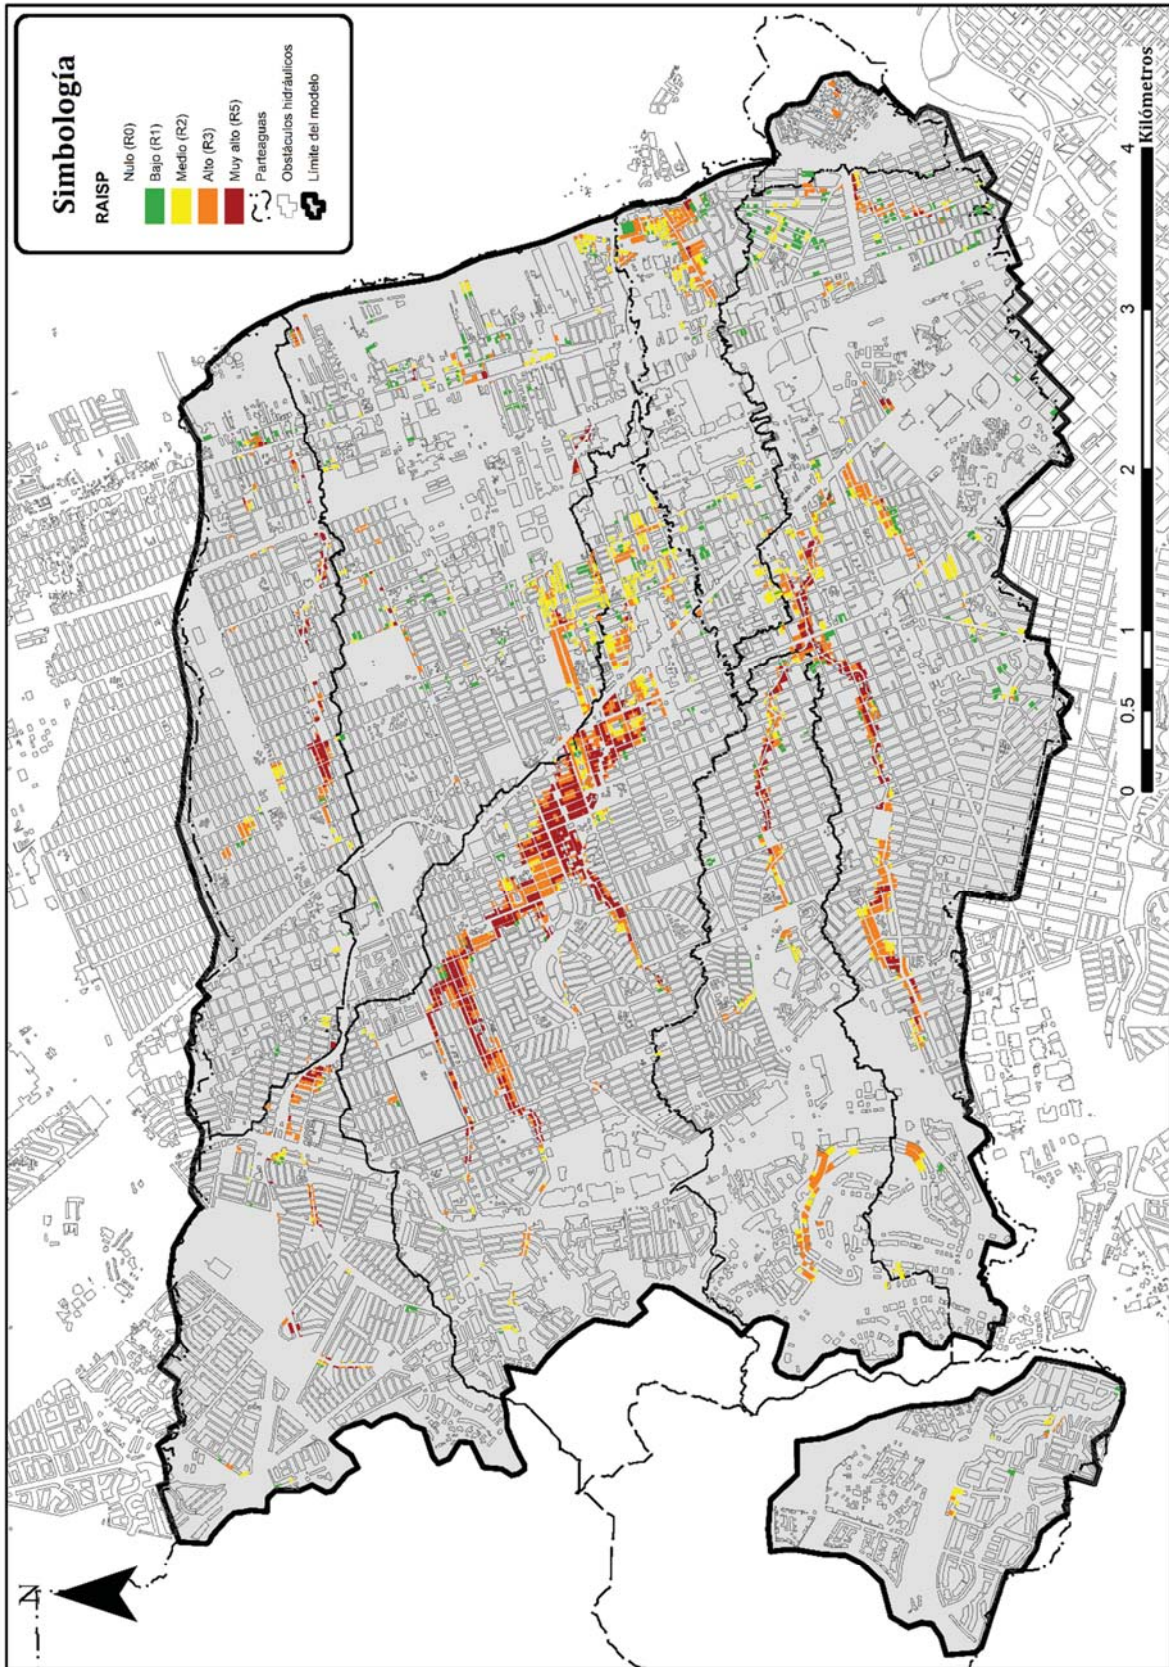 Simbología
RAISP
Nulo (R0)
Bajo (R1)
Medio (R2)
Alto (R3)
Muy alto (R5)
Parteaguas
Obstáculos hidráulicos
Límite del modelo
N
0
0.5
1
2
3
4
Kilómetros